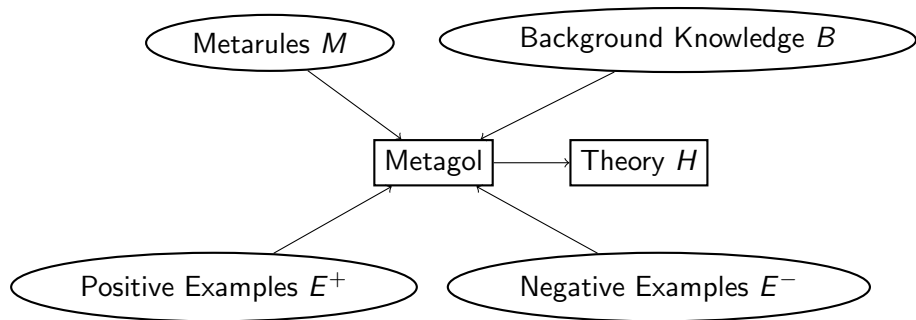 Metarules M
Background Knowledge B
Metagol
Theory H
Positive Examples E⁺
Negative Examples E⁻